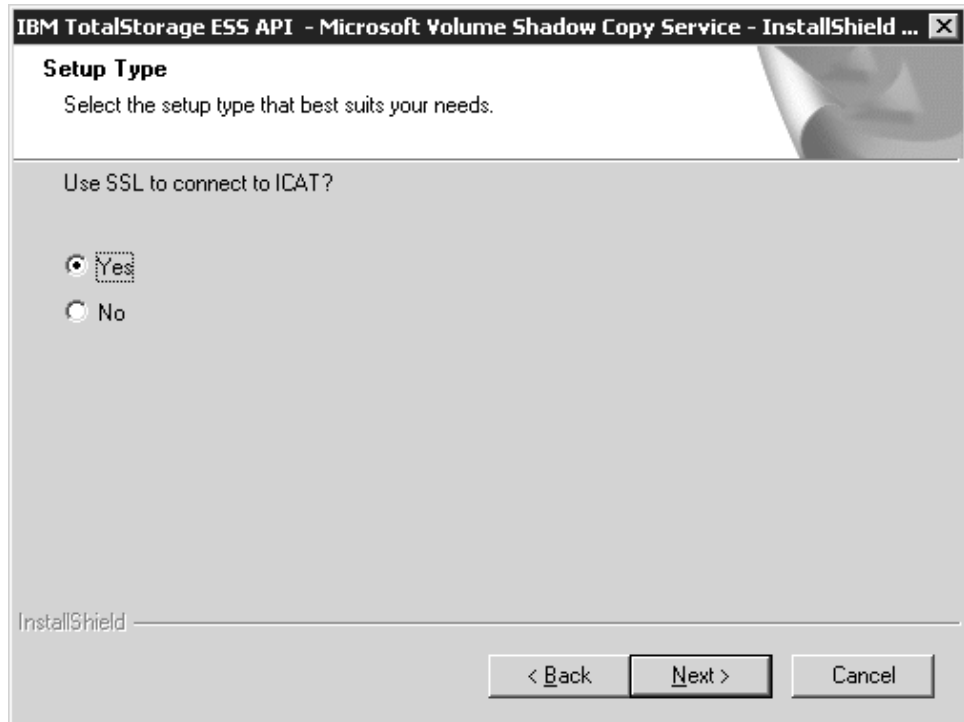 IBM TotalStorage ESS API - Microsoft Volume Shadow Copy Service - InstallShield ...
Setup Type
Select the setup type that best suits your needs.
Use SSL to connect to ICAT?
Yes
No
InstallShield
< Back
Next >
Cancel